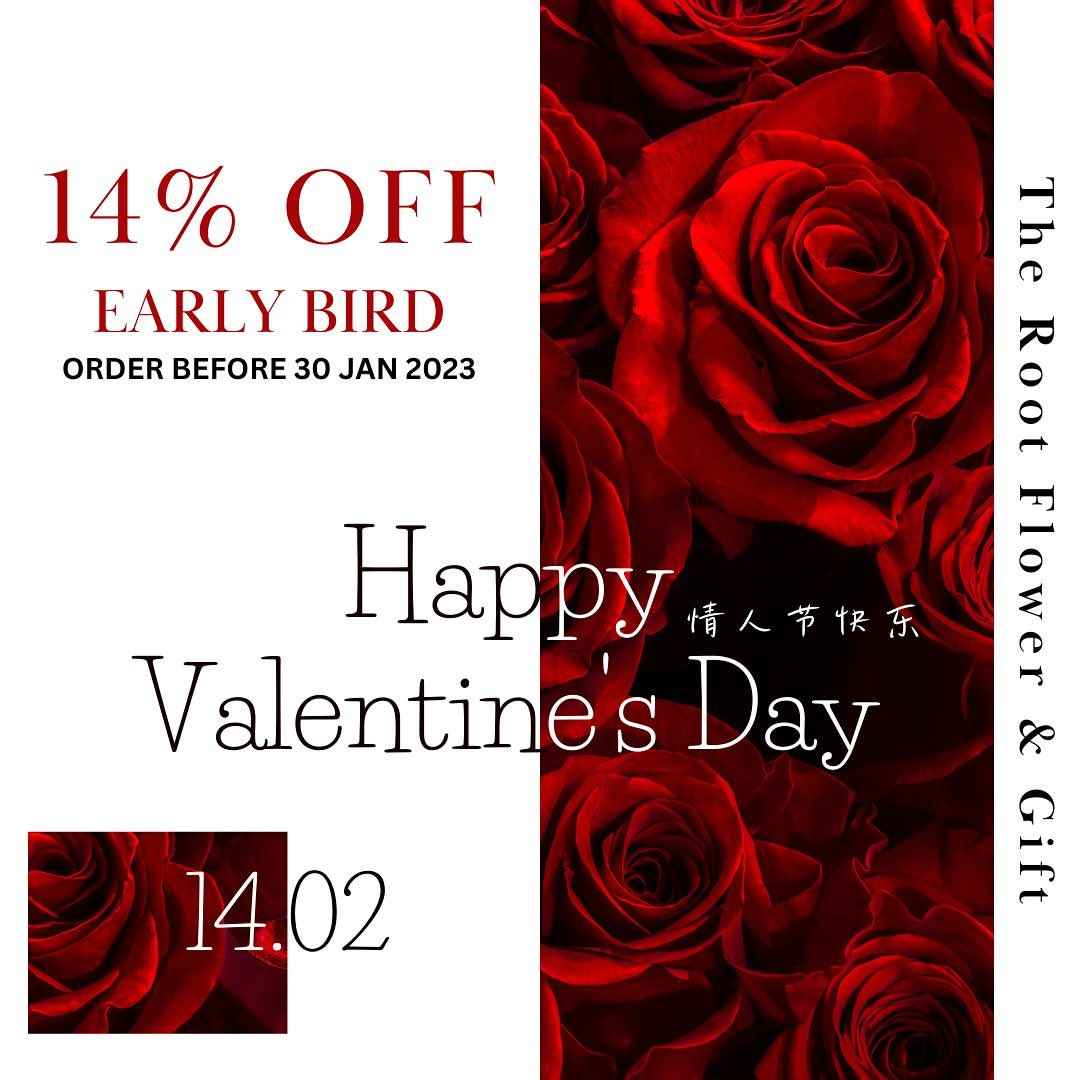 14% OFF
EARLY BIRD
ORDER BEFORE 30 JAN 2023
Happy
情人节快乐
Valentine's Day
14.02
The Root Flower & Gift